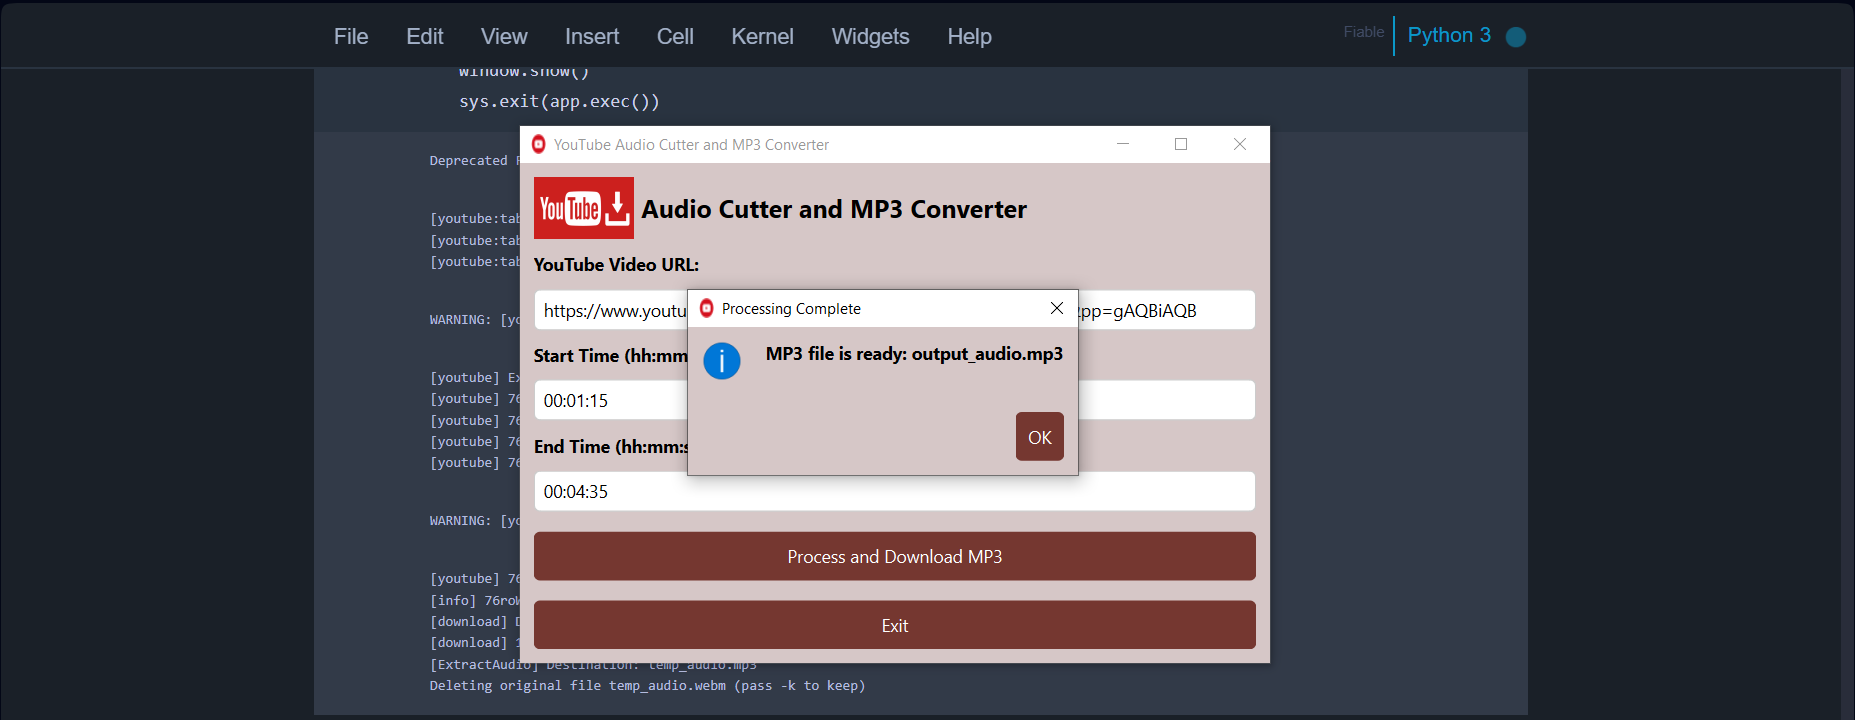 File Edit View Insert Cell Kernel Widgets Help Fiable Python 3
window.show()
sys.exit(app.exec())
YouTube Audio Cutter and MP3 Converter
Deprecated
YouTube Audio Cutter and MP3 Converter
[youtube:tab
[youtube:tab
[youtube:tab
YouTube Video URL:
https://www.youtu
pp=gAQBiAQB
WARNING: [yo
Start Time (hh:mm
00:01:15
End Time (hh:mm:s
00:04:35
Processing Complete
MP3 file is ready: output_audio.mp3
OK
[youtube] Ex
[youtube] 76
[youtube] 76
[youtube] 76
[youtube] 76
WARNING: [yo
Process and Download MP3
Exit
[youtube] 76
[info] 76roW
[download] D
[download] 1
[ExtractAudio] Destination: temp_audio.mp3
Deleting original file temp_audio.webm (pass -k to keep)